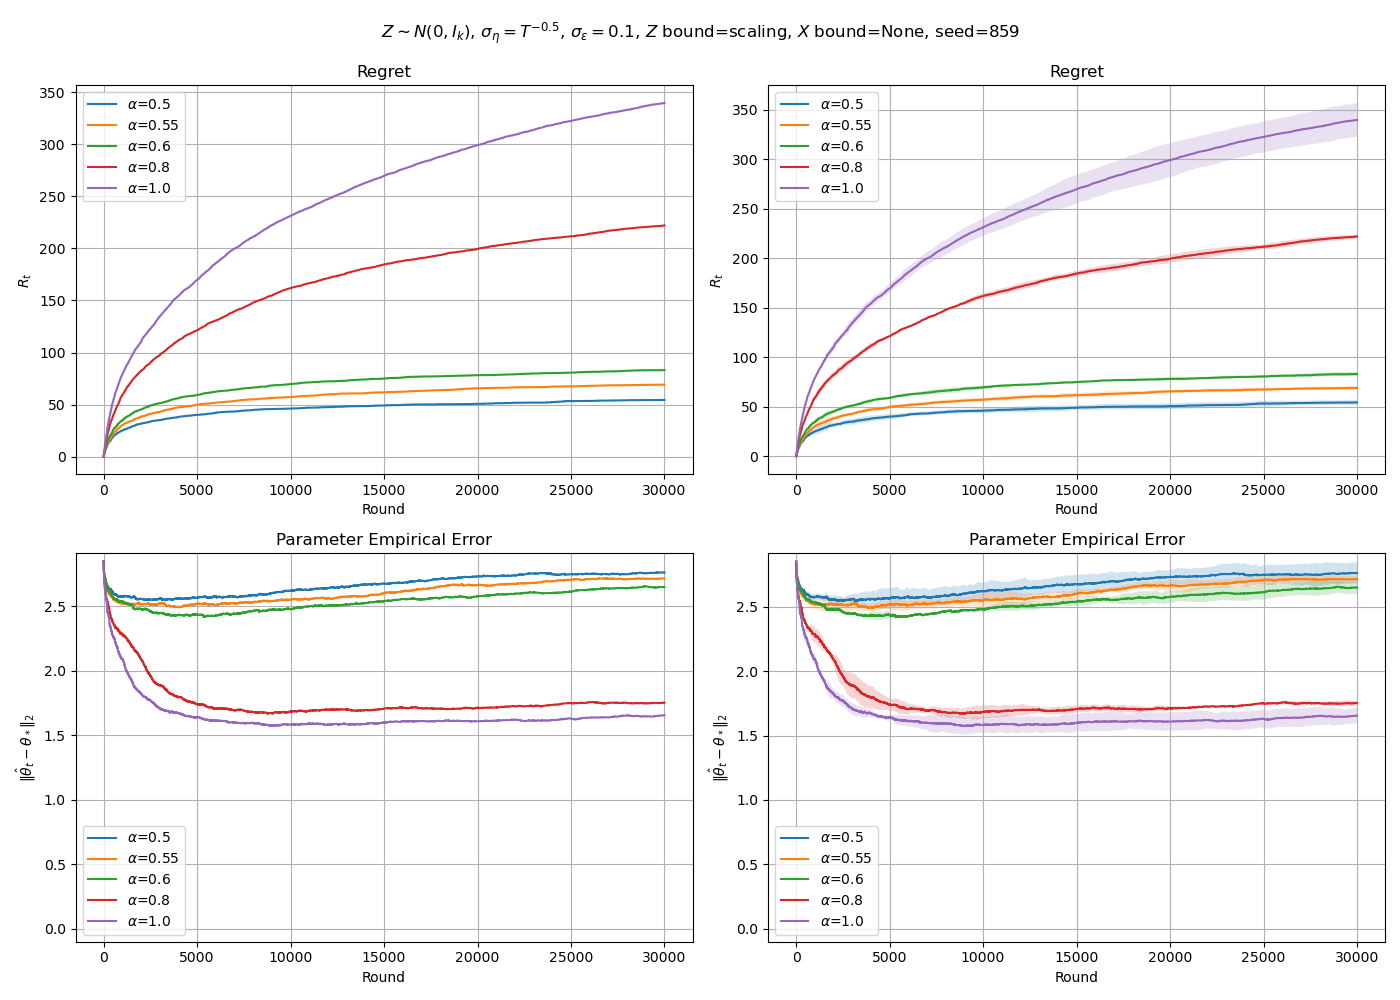 Z ~ N(0, I_k), σ_η = T^{-0.5}, σ_ε = 0.1, Z bound=scaling, X bound=None, seed=859
Regret
350
300
250
200
150
100
50
0
R_t
α=0.5
α=0.55
α=0.6
α=0.8
α=1.0
0 5000 10000 15000 20000 25000 30000
Round
Regret
350
300
250
200
150
100
50
0
R_t
α=0.5
α=0.55
α=0.6
α=0.8
α=1.0
0 5000 10000 15000 20000 25000 30000
Round
Parameter Empirical Error
2.5
2.0
1.5
1.0
0.5
0.0
‖θ̂_t − θ_*‖_2
α=0.5
α=0.55
α=0.6
α=0.8
α=1.0
0 5000 10000 15000 20000 25000 30000
Round
Parameter Empirical Error
2.5
2.0
1.5
1.0
0.5
0.0
‖θ̂_t − θ_*‖_2
α=0.5
α=0.55
α=0.6
α=0.8
α=1.0
0 5000 10000 15000 20000 25000 30000
Round